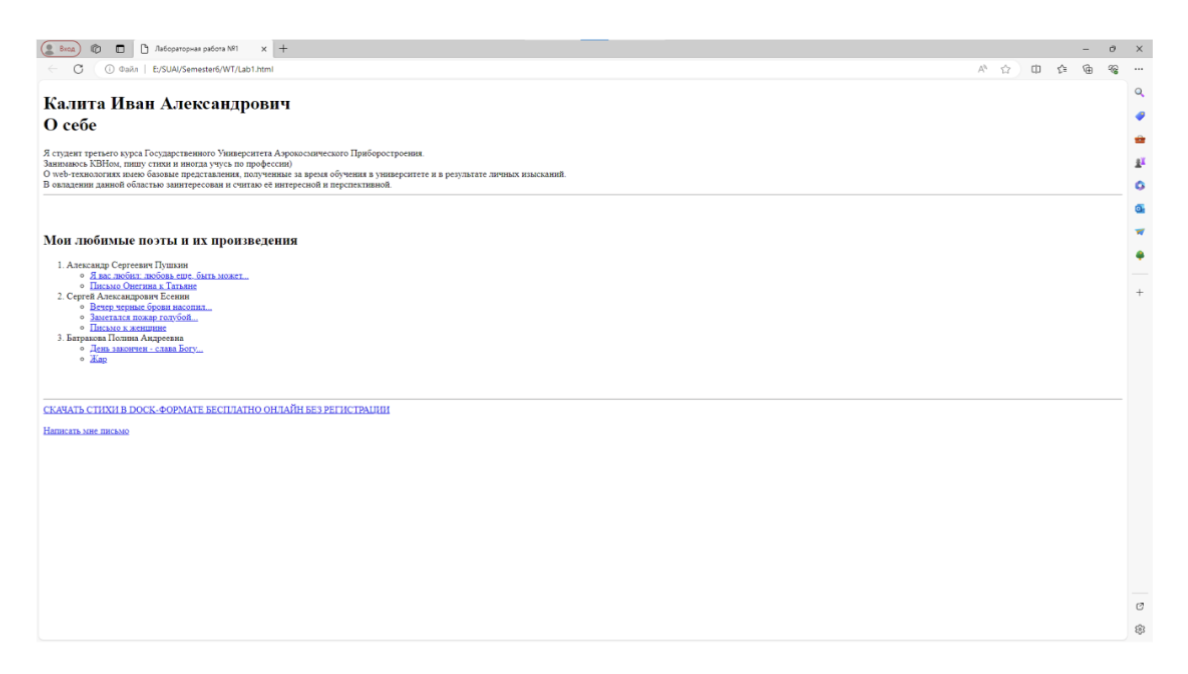 Вход
Лабораторная работа №1
Файл | E:/SUAI/Semester6/WT/Lab1.html
Калита Иван Александрович
О себе
Я студент третьего курса Государственного Университета Аэрокосмического Приборостроения.
Занимаюсь КВНом, пишу стихи и иногда учусь по профессии)
О web-технологиях имею базовые представления, полученные за время обучения в университете и в результате личных изысканий.
В овладении данной областью заинтересован и считаю её интересной и перспективной.
Мои любимые поэты и их произведения
1. Александр Сергеевич Пушкин
Я вас любил: любовь еще, быть может...
Письмо Онегина к Татьяне
2. Сергей Александрович Есенин
Вечер черные брови насопил...
Заметался пожар голубой...
Письмо к женщине
3. Батракова Полина Андреевна
День закончен - слава Богу...
Жар
СКАЧАТЬ СТИХИ В DOCK-ФОРМАТЕ БЕСПЛАТНО ОНЛАЙН БЕЗ РЕГИСТРАЦИИ
Написать мне письмо